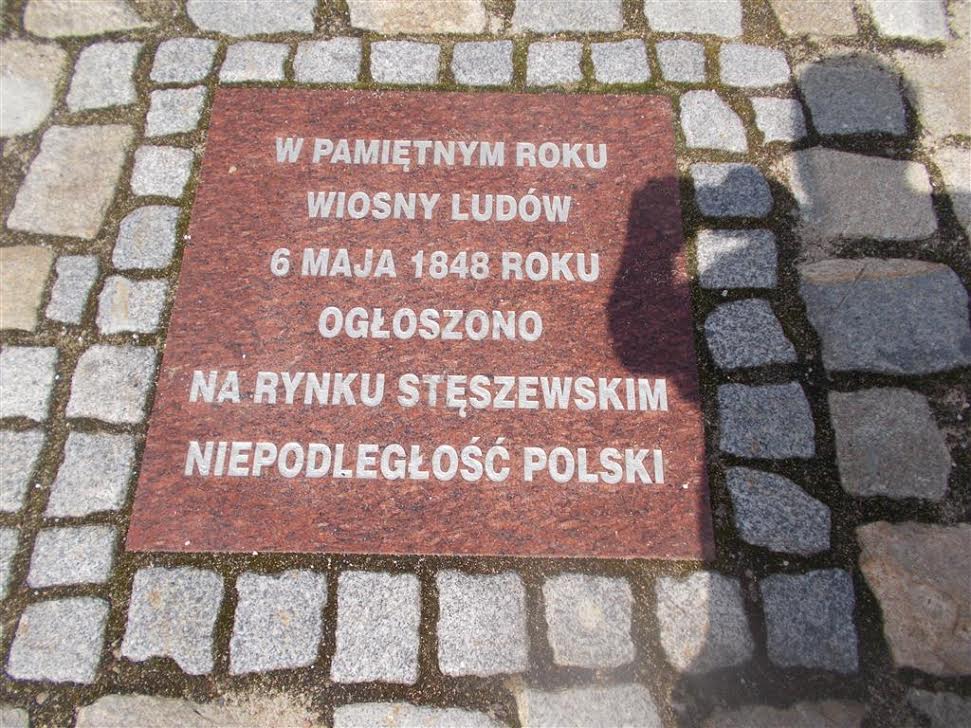 W PAMIĘTNYM ROKU
WIOSNY LUDÓW
6 MAJA 1848 ROKU
OGŁOSZONO
NA RYNKU STĘSZEWSKIM
NIEPODLEGŁOŚĆ POLSKI